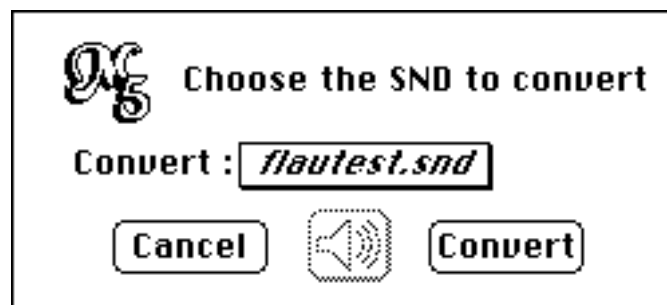 Choose the SND to convert
Convert : flautest.snd
Cancel Convert